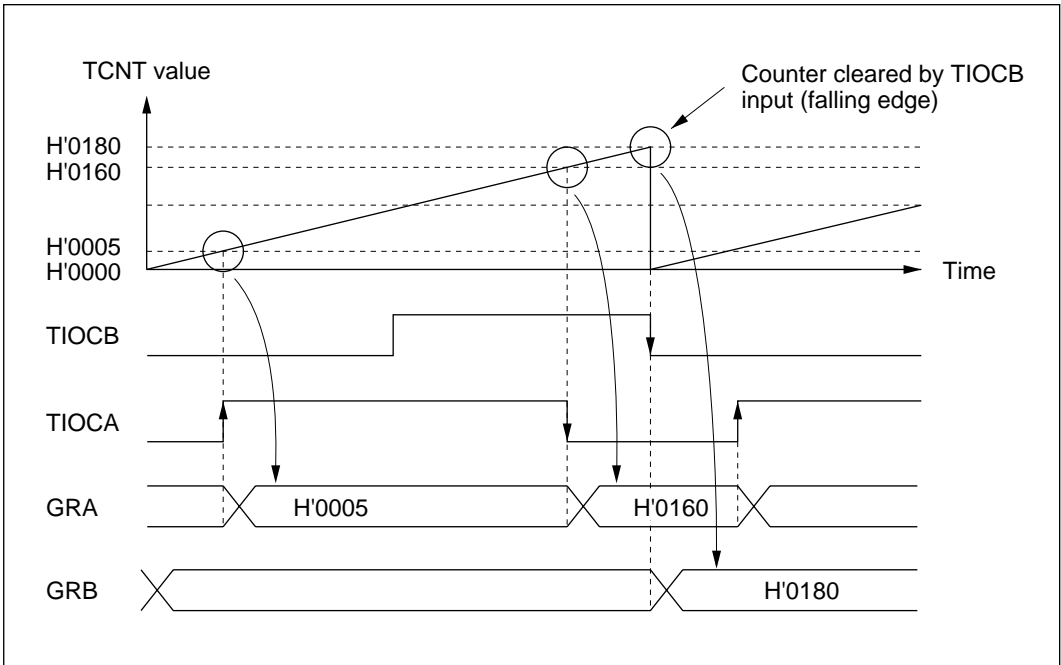 TCNT value
Counter cleared by TIOCB
input (falling edge)
H'0180
H'0160
H'0005
H'0000
Time
TIOCB
TIOCA
GRA
H'0005
H'0160
GRB
H'0180